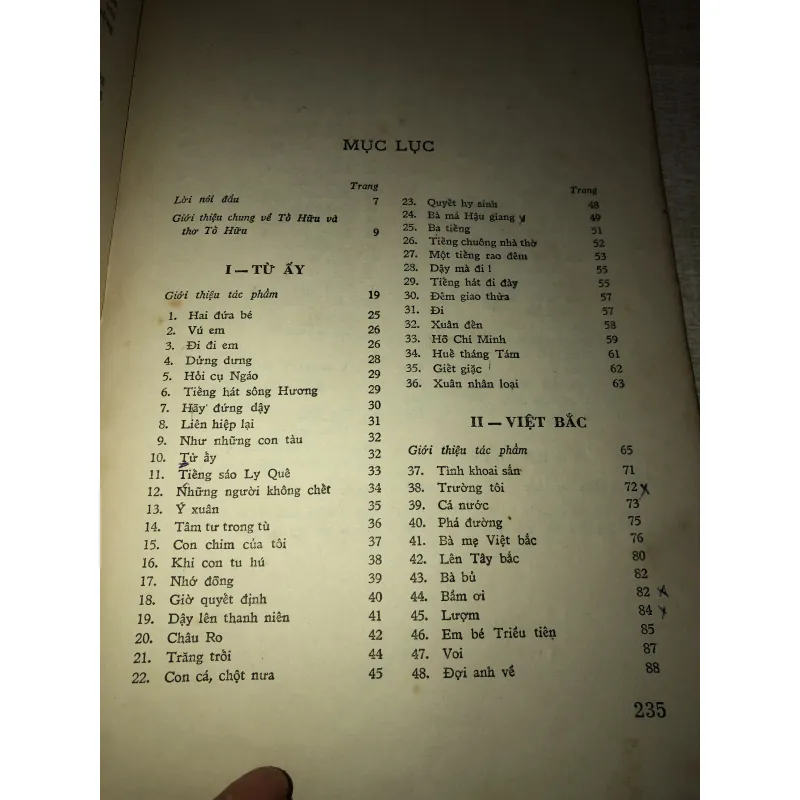 MỤC LỤC
Trang
Lời nói đầu 7
Giới thiệu chung về Tố Hữu và
thơ Tố Hữu 9
I — TỪ ẤY
Giới thiệu tác phẩm 19
1. Hai đứa bé 25
2. Vú em 26
3. Đi đi em 26
4. Dửng dưng 28
5. Hỏi cụ Ngáo 29
6. Tiếng hát sông Hương 29
7. Hãy đứng dậy 30
8. Liên hiệp lại 31
9. Như những con tàu 32
10. Từ ấy 32
11. Tiếng sáo Ly Quê 33
12. Những người không chết 34
13. Ý xuân 35
14. Tâm tư trong tù 36
15. Con chim của tôi 37
16. Khi con tu hú 38
17. Nhớ đồng 39
18. Giờ quyết định 40
19. Dậy lên thanh niên 41
20. Châu Ro 42
21. Trăng trối 44
22. Con cá, chột nưa 45
Trang
23. Quyết hy sinh 48
24. Bà má Hậu giang 49
25. Ba tiếng 51
26. Tiếng chuông nhà thờ 52
27. Một tiếng rao đêm 53
28. Dậy mà đi ! 55
29. Tiếng hát đi đày 55
30. Đêm giao thừa 57
31. Đi 57
32. Xuân đến 58
33. Hồ Chí Minh 59
34. Huế tháng Tám 61
35. Giết giặc 62
36. Xuân nhân loại 63
II — VIỆT BẮC
Giới thiệu tác phẩm 65
37. Tình khoai sắn 71
38. Trường tôi 72
39. Cá nước 73
40. Phá đường 75
41. Bà mẹ Việt bắc 76
42. Lên Tây bắc 80
43. Bà bủ 82
44. Bầm ơi 82
45. Lượm 84
46. Em bé Triều tiên 85
47. Voi 87
48. Đợi anh về 88
235